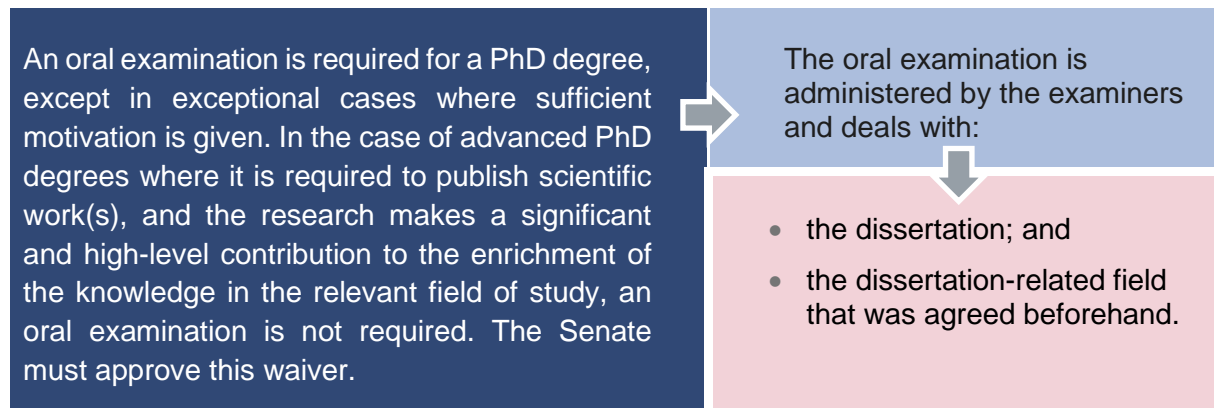 An oral examination is required for a PhD degree,
except in exceptional cases where sufficient
motivation is given. In the case of advanced PhD
degrees where it is required to publish scientific
work(s), and the research makes a significant
and high-level contribution to the enrichment of
the knowledge in the relevant field of study, an
oral examination is not required. The Senate
must approve this waiver.
The oral examination is
administered by the examiners
and deals with:
• the dissertation; and
• the dissertation-related field
that was agreed beforehand.